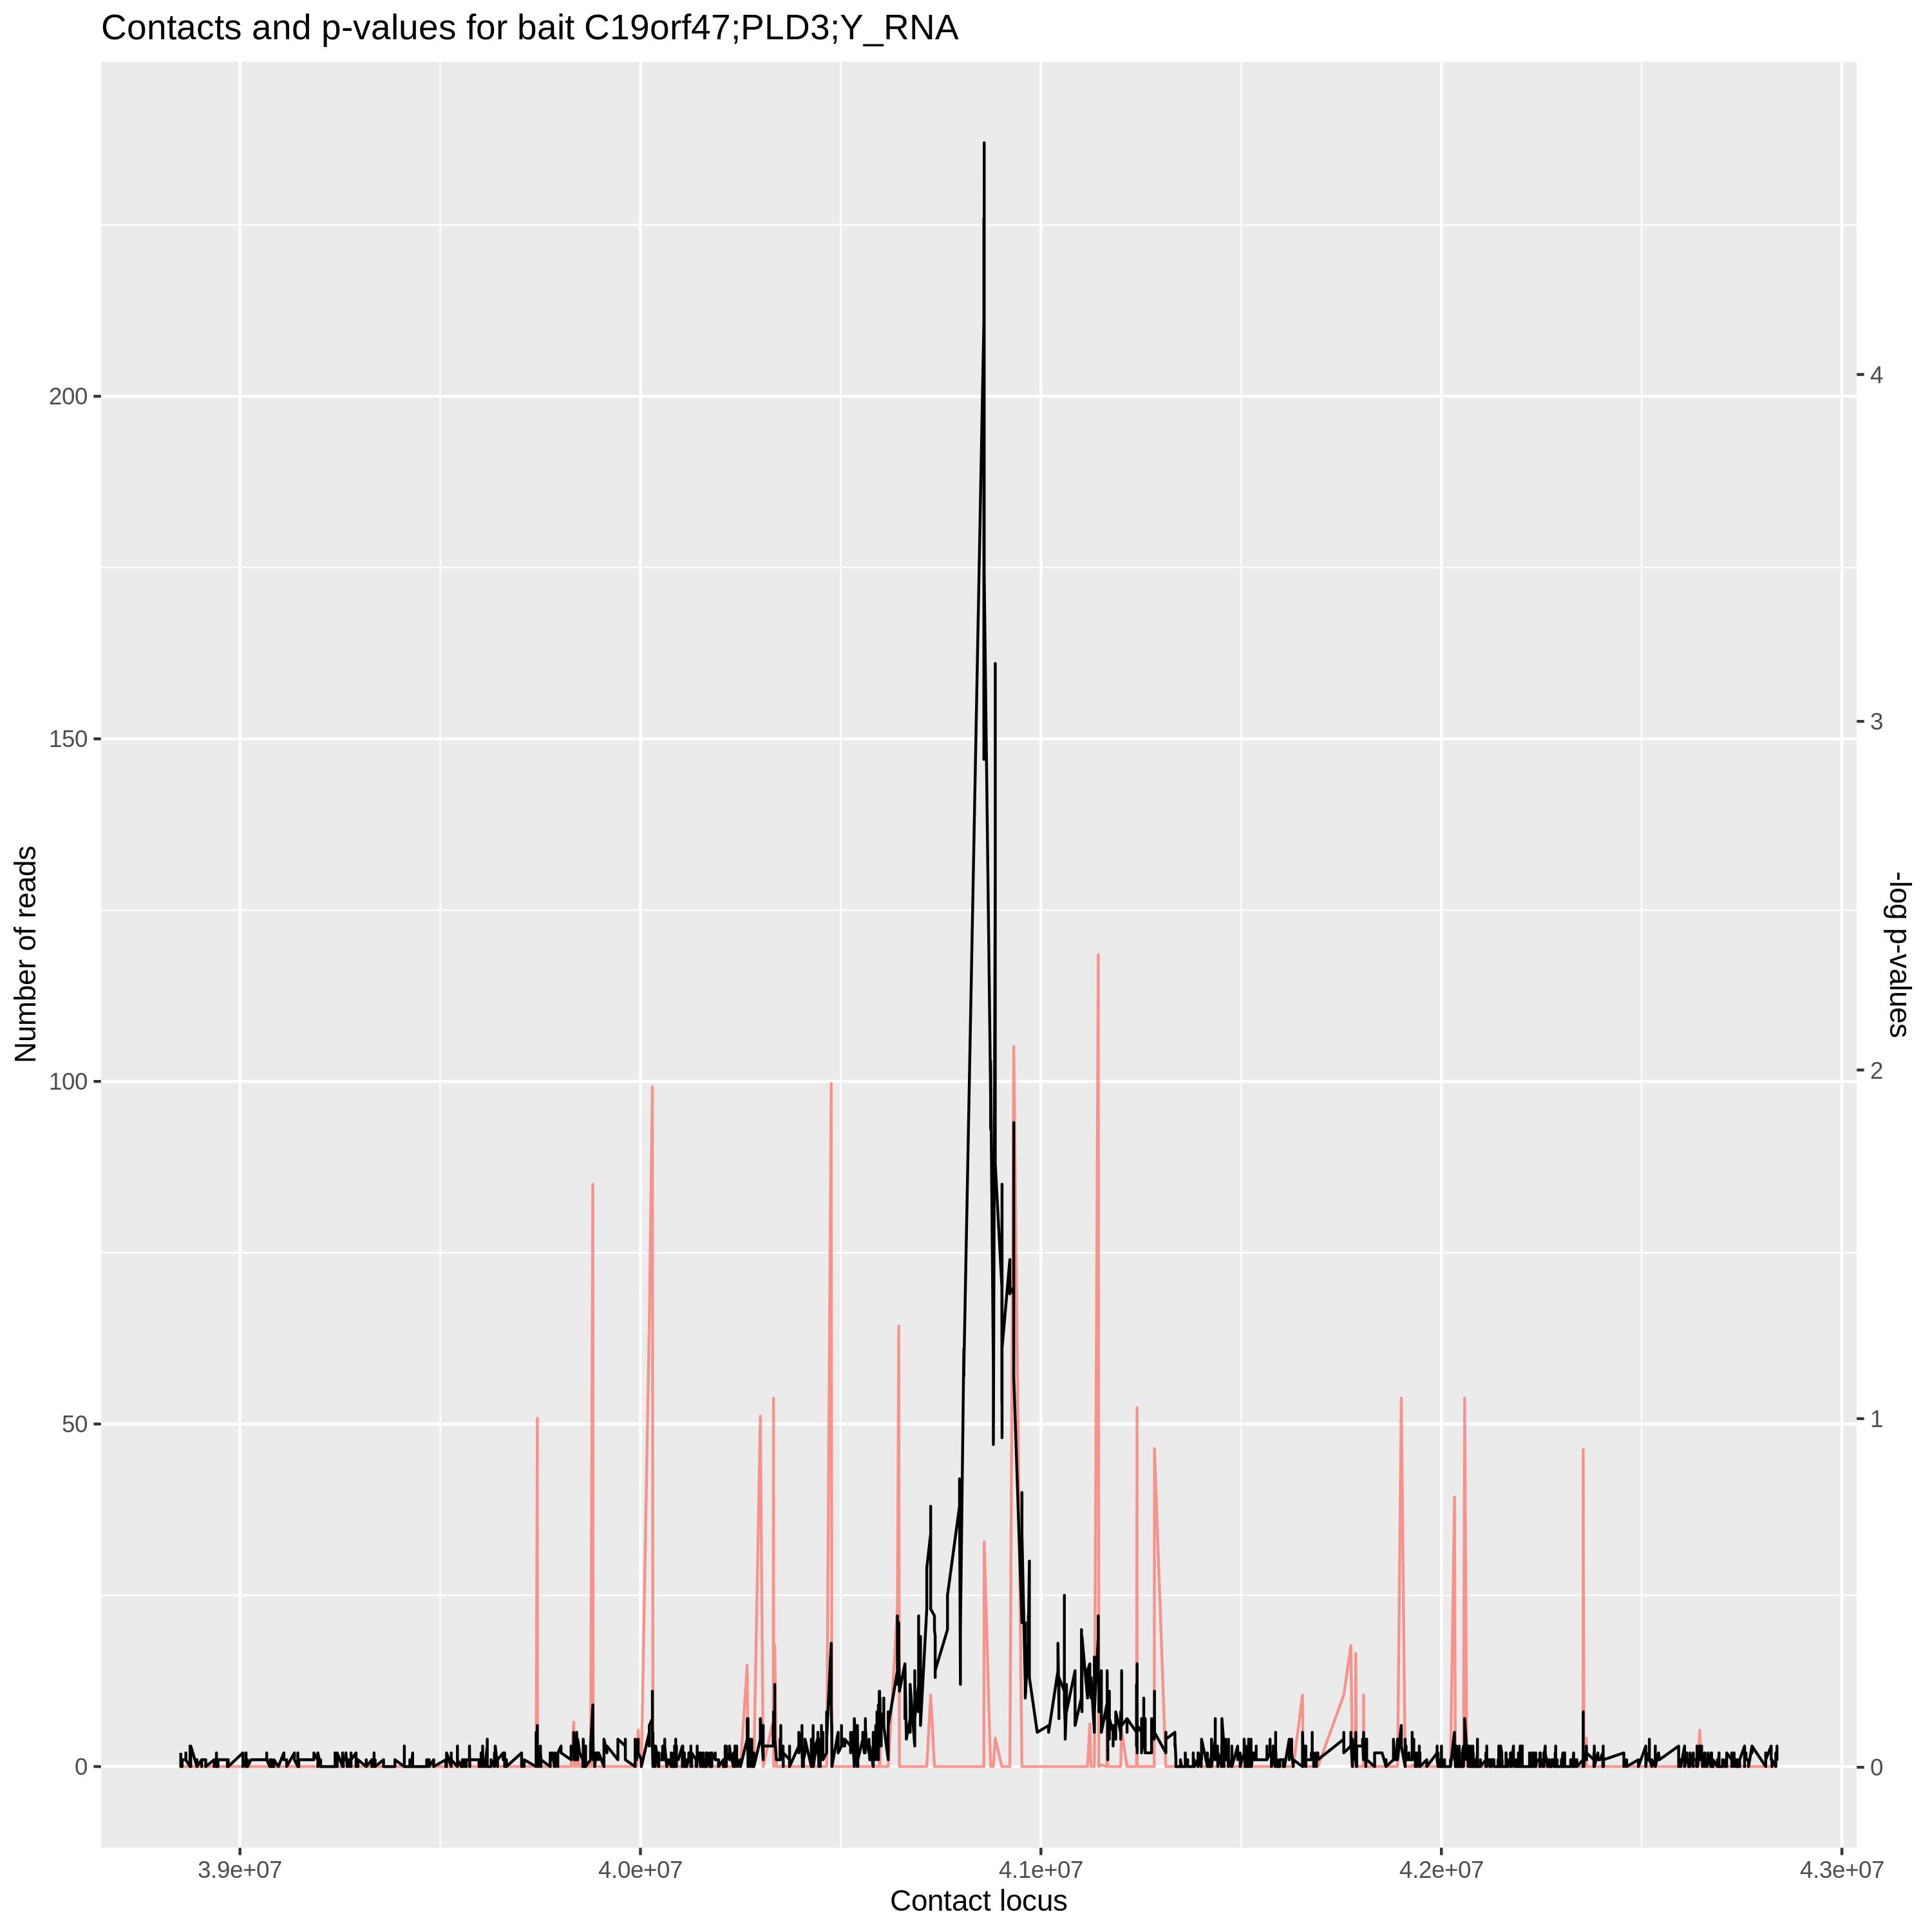 Contacts and p-values for bait C19orf47;PLD3;Y_RNA
200
150
100
50
0
Number of reads
4
3
2
1
0
-log p-values
3.9e+07
4.0e+07
4.1e+07
4.2e+07
4.3e+07
Contact locus